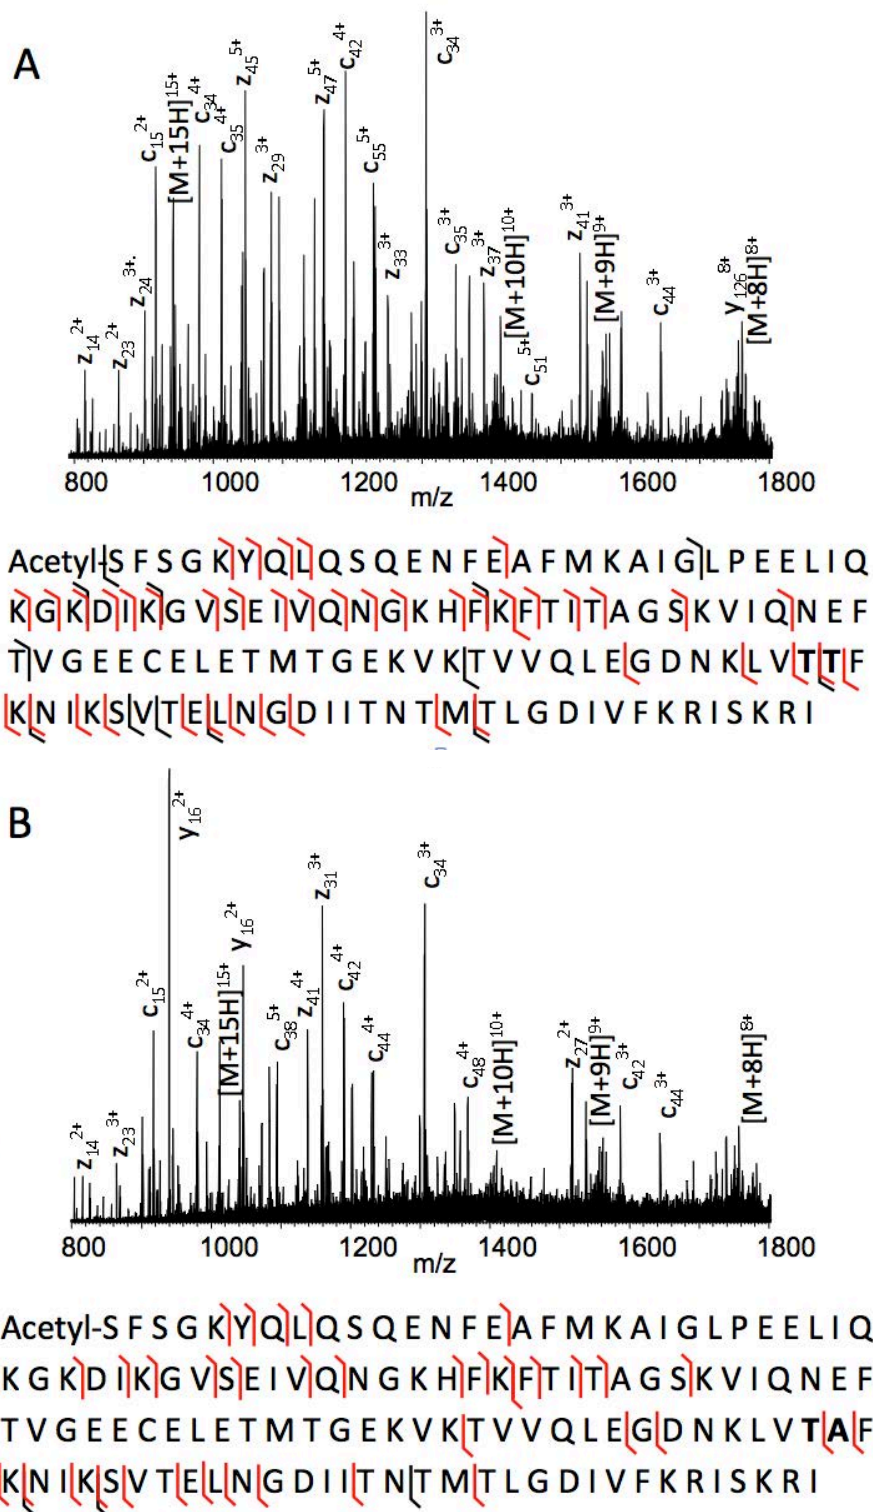 A
z14 2+
z23 2+
z24 3+.
c15 2+
[M+15H]15+
c34 4+
c35 4+
z45 5+
z29 3+
z47 5+
c42 4+
c55 5+
z33 3+
c34 3+
c35 3+
z37 3+
[M+10H]10+
c51 5+
z41 3+
[M+9H]9+
c44 3+
y126 8+
[M+8H]8+
800 1000 1200 1400 1600 1800
m/z
Acetyl-S F S G K Y Q L Q S Q E N F E A F M K A I G L P E E L I Q
K G K D I K G V S E I V Q N G K H F K F T I T A G S K V I Q N E F
T V G E E C E L E T M T G E K V K T V V Q L E G D N K L V T T F
K N I K S V T E L N G D I I T N T M T L G D I V F K R I S K R I
B
z14 2+
z23 3+
c15 2+
y16 2+
c34 4+
[M+15H]15+
y16 2+
c38 5+
z41 4+
z31 3+
c42 4+
c44 4+
c34 3+
c48 4+
[M+10H]10+
z27 2+
[M+9H]9+
c42 3+
c44 3+
[M+8H]8+
800 1000 1200 1400 1600 1800
m/z
Acetyl-S F S G K Y Q L Q S Q E N F E A F M K A I G L P E E L I Q
K G K D I K G V S E I V Q N G K H F K F T I T A G S K V I Q N E F
T V G E E C E L E T M T G E K V K T V V Q L E G D N K L V T A F
K N I K S V T E L N G D I I T N T M T L G D I V F K R I S K R I